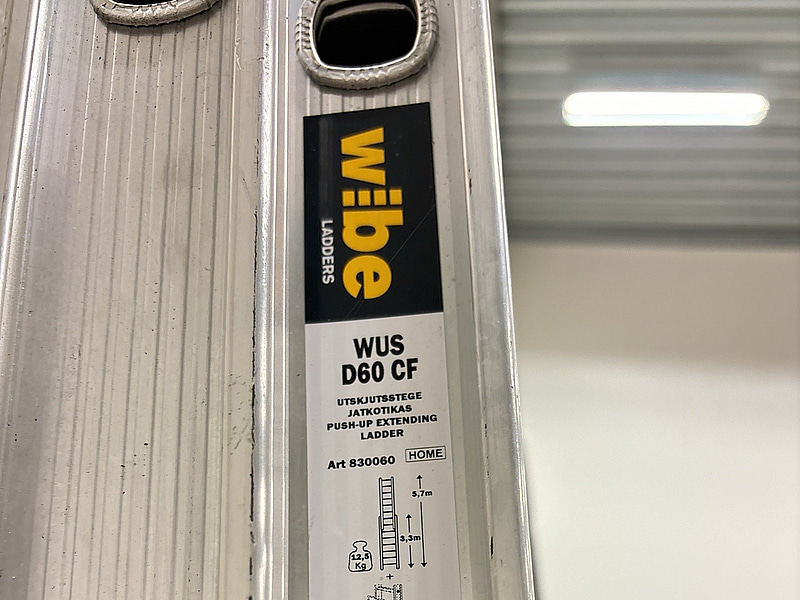 wibe
LADDERS
WUS
D60 CF
UTSKJUTSSTEGE
JATKOTIKAS
PUSH-UP EXTENDING
LADDER
Art 830060 HOME
5,7m
3,3m
12,5
Kg
+